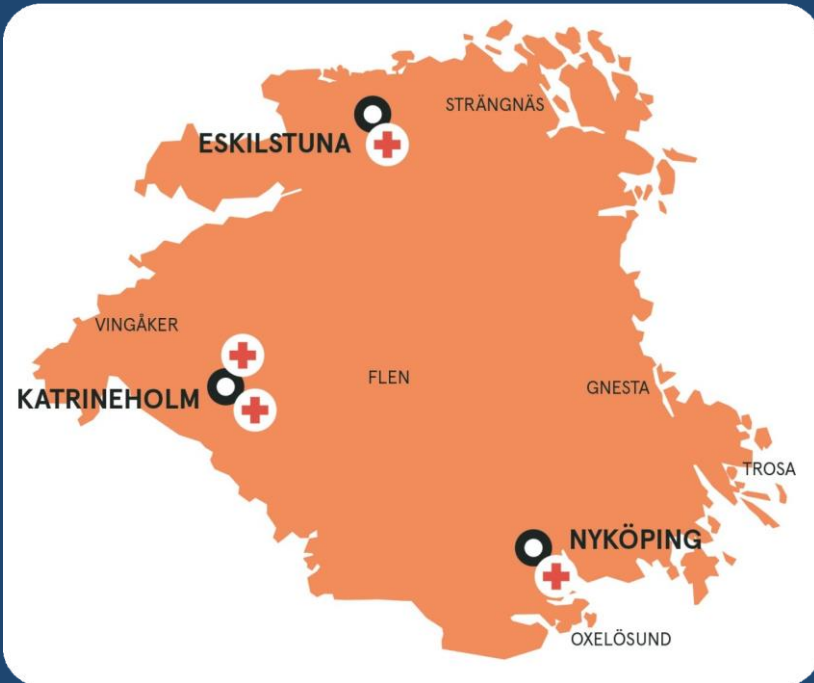 STRÄNGNÄS
ESKILSTUNA
VINGÅKER
FLEN
GNESTA
KATRINEHOLM
TROSA
NYKÖPING
OXELÖSUND